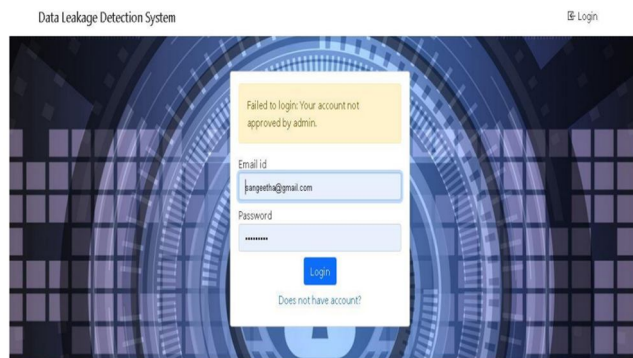 Data Leakage Detection System
Login
Failed to login: Your account not
approved by admin.
Email id
sangeetha@gmail.com
Password
•••••••••
Login
Does not have account?